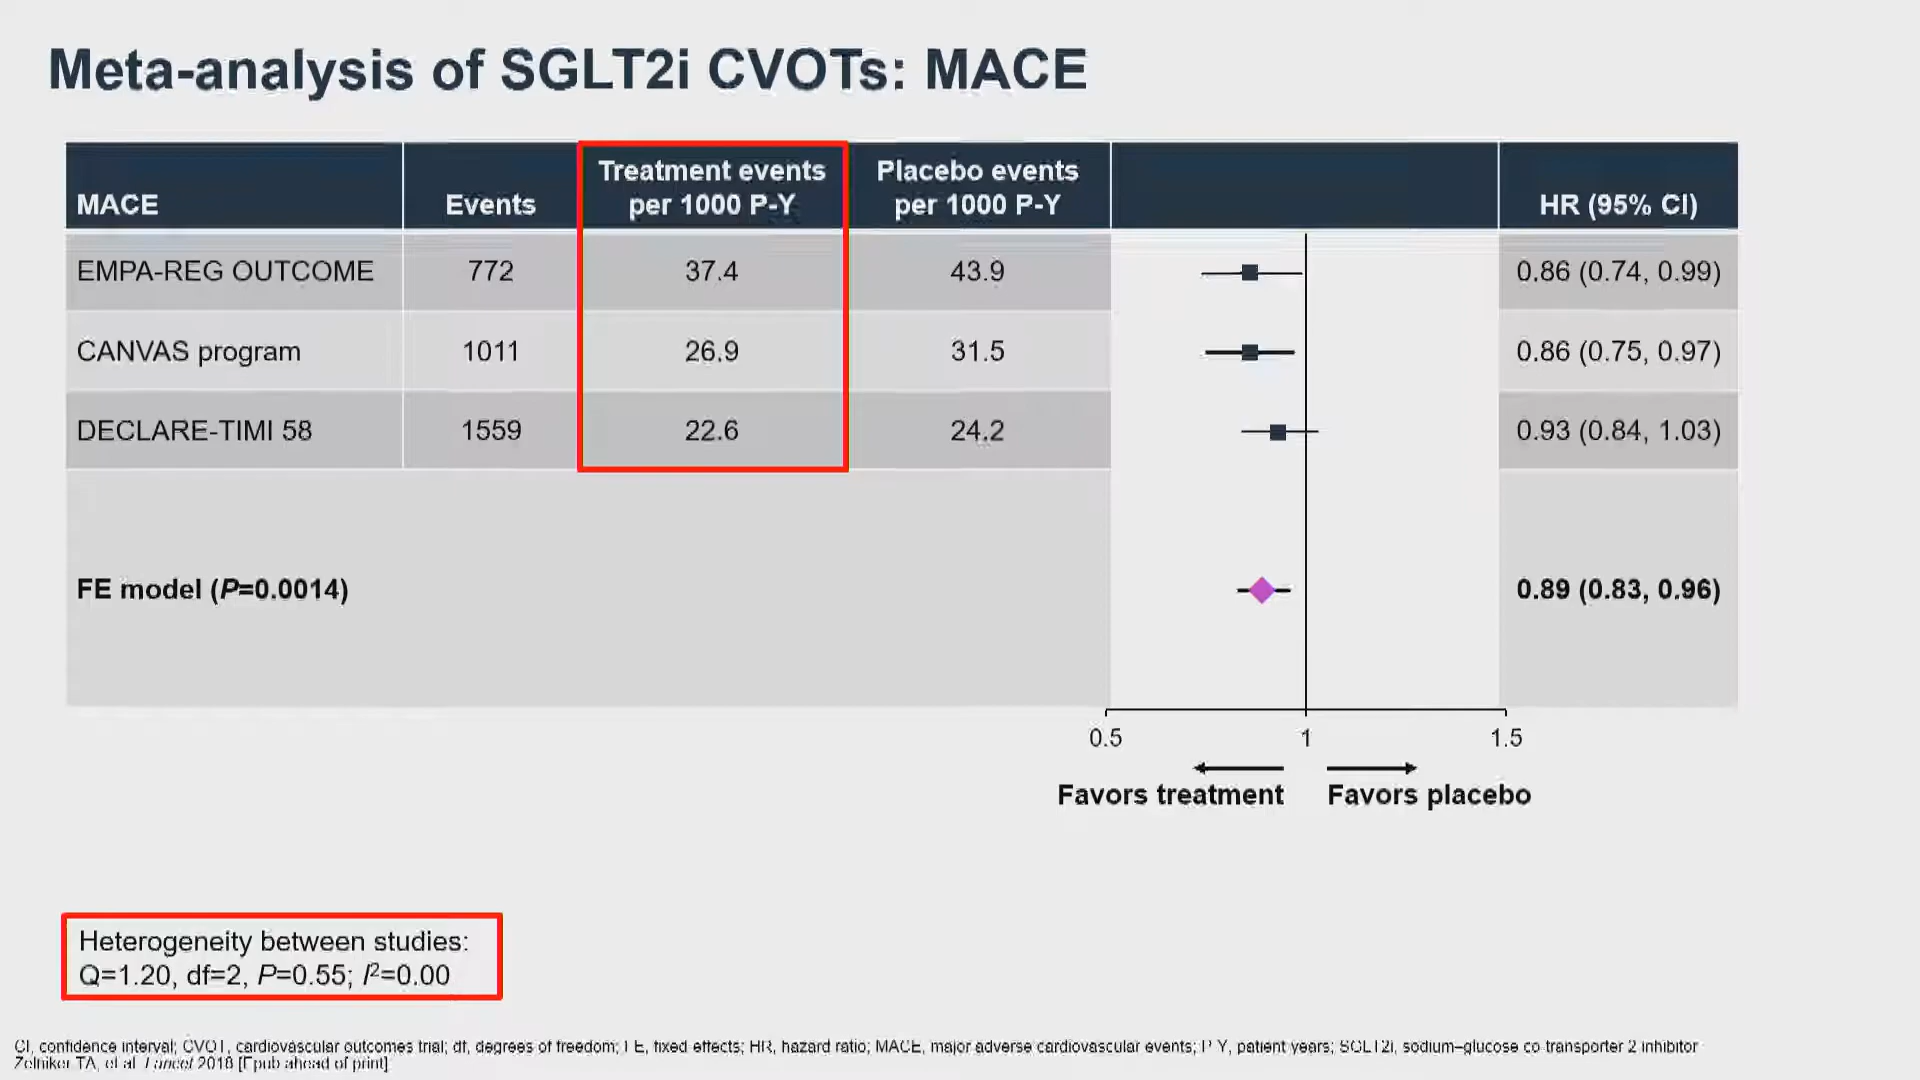 Meta-analysis of SGLT2i CVOTs: MACE
MACE Events Treatment events per 1000 P-Y Placebo events per 1000 P-Y HR (95% CI)
EMPA-REG OUTCOME 772 37.4 43.9 0.86 (0.74, 0.99)
CANVAS program 1011 26.9 31.5 0.86 (0.75, 0.97)
DECLARE-TIMI 58 1559 22.6 24.2 0.93 (0.84, 1.03)
FE model (P=0.0014) 0.89 (0.83, 0.96)
0.5 1 1.5
Favors treatment Favors placebo
Heterogeneity between studies:
Q=1.20, df=2, P=0.55; I²=0.00
CI, confidence interval; CVOT, cardiovascular outcomes trial; df, degrees of freedom; FE, fixed effects; HR, hazard ratio; MACE, major adverse cardiovascular events; P Y, patient years; SGLT2i, sodium–glucose co transporter 2 inhibitor
Zelniker TA, et al. Lancet 2018 [Epub ahead of print]